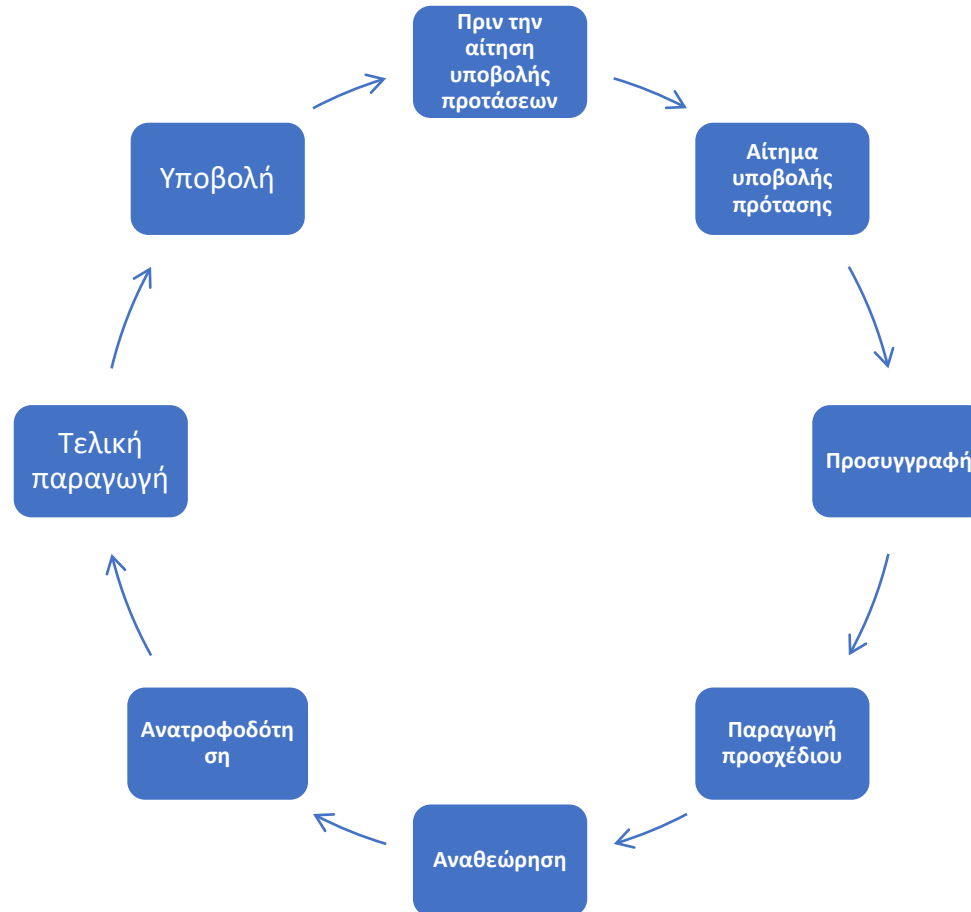 Πριν την
αίτηση
υποβολής
προτάσεων
Αίτημα
υποβολής
πρότασης
Προσυγγραφή
Παραγωγή
προσχέδιου
Αναθεώρηση
Ανατροφοδότη
ση
Τελική
παραγωγή
Υποβολή